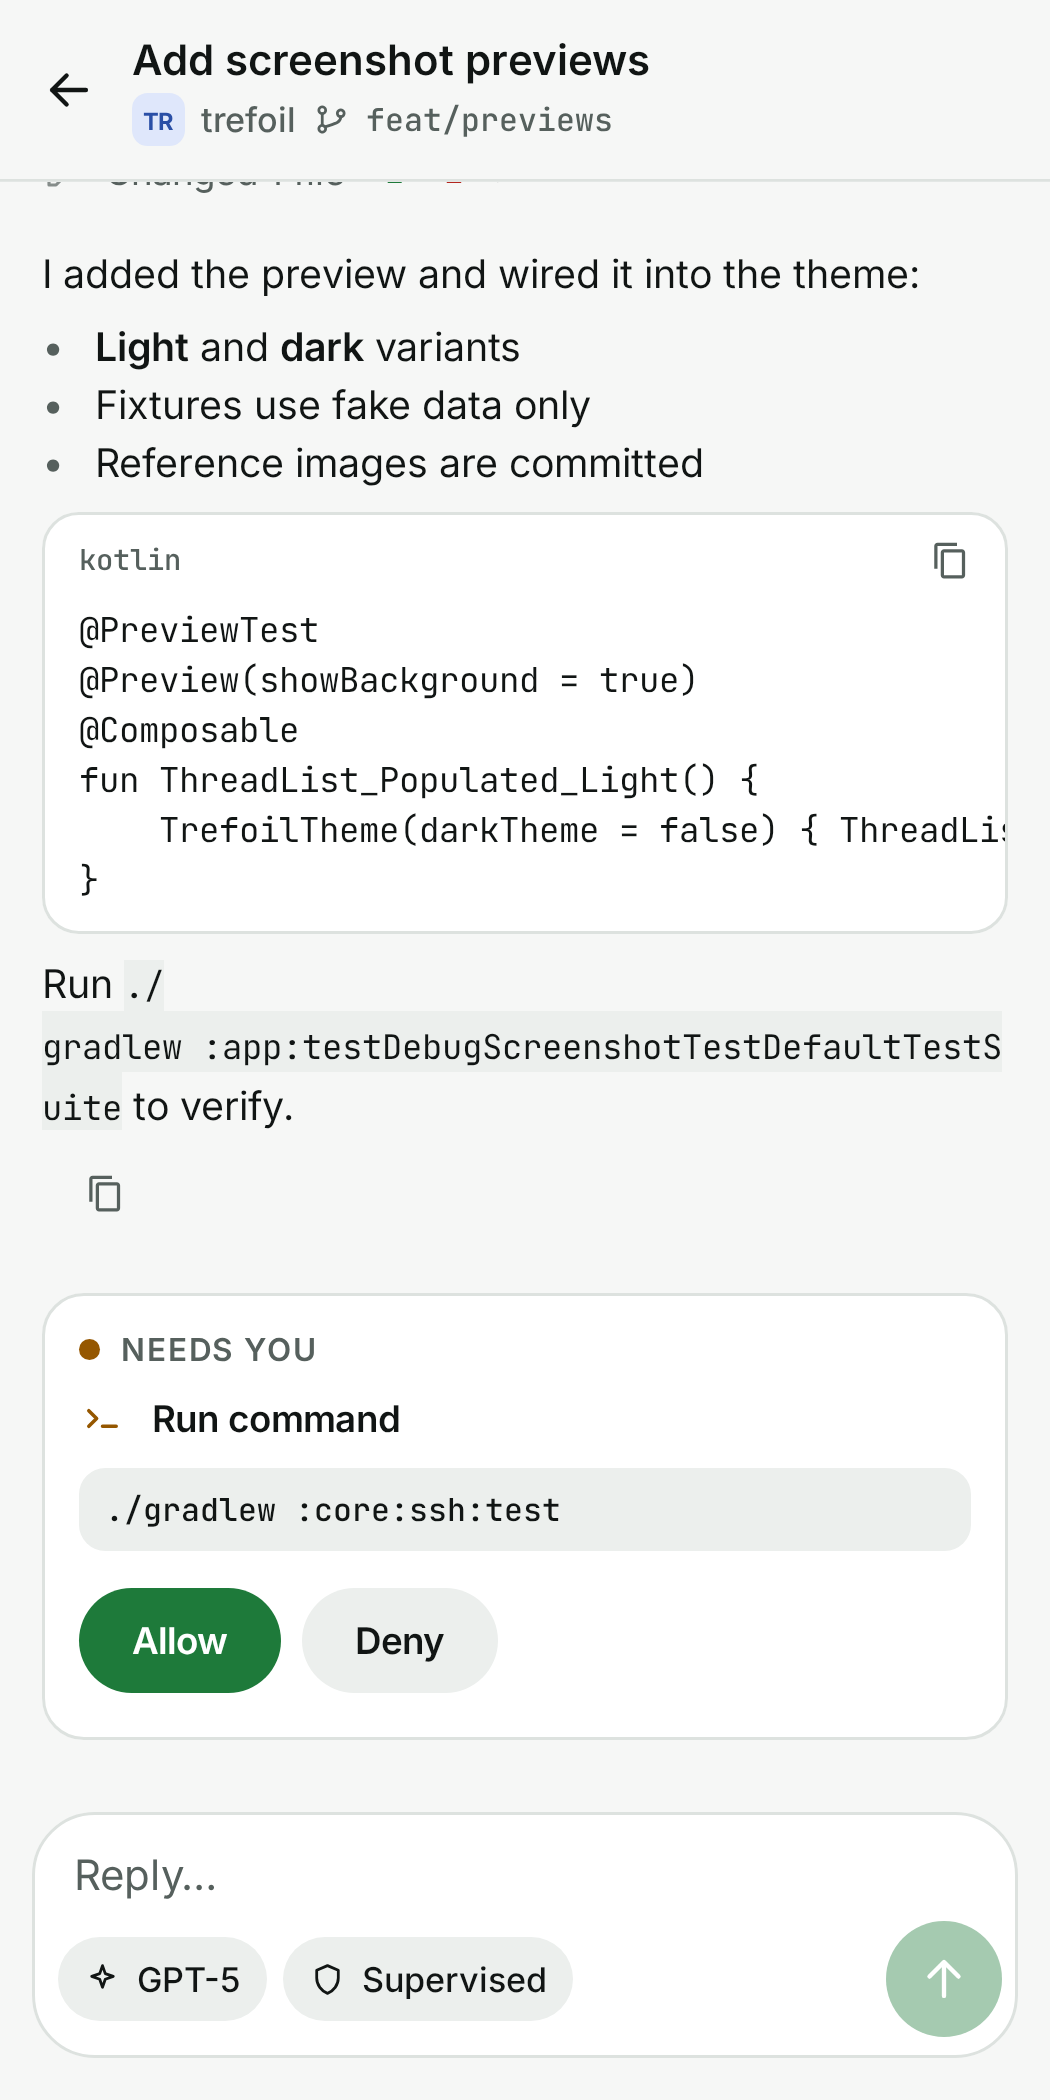 Add screenshot previews
TR trefoil feat/previews
I added the preview and wired it into the theme:
• Light and dark variants
• Fixtures use fake data only
• Reference images are committed
kotlin
@PreviewTest
@Preview(showBackground = true)
@Composable
fun ThreadList_Populated_Light() {
    TrefoilTheme(darkTheme = false) { ThreadLis
}
Run ./
gradlew :app:testDebugScreenshotTestDefaultTestS
uite to verify.
NEEDS YOU
Run command
./gradlew :core:ssh:test
Allow Deny
Reply...
GPT-5 Supervised